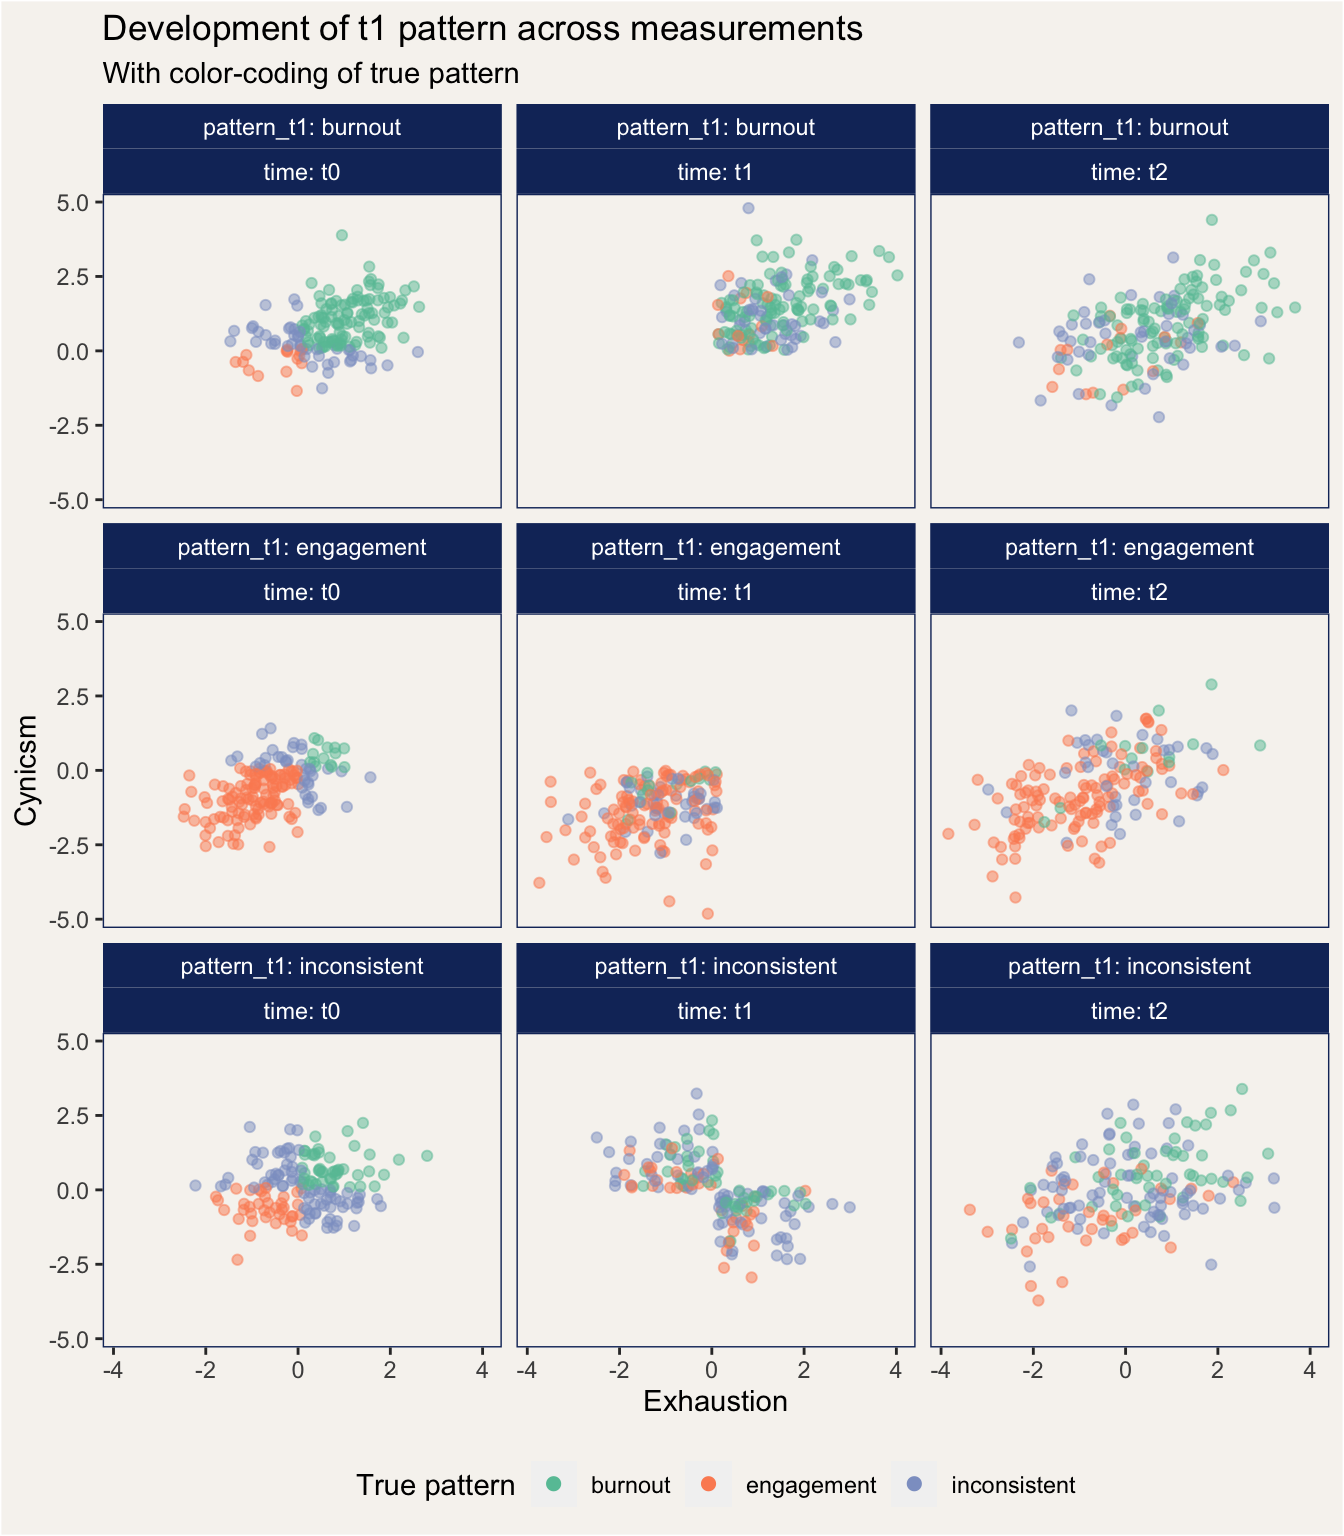 Development of t1 pattern across measurements
With color-coding of true pattern
pattern_t1: burnout pattern_t1: burnout pattern_t1: burnout
time: t0 time: t1 time: t2
5.0
2.5
0.0
-2.5
-5.0
pattern_t1: engagement pattern_t1: engagement pattern_t1: engagement
time: t0 time: t1 time: t2
5.0
2.5
0.0
-2.5
-5.0
Cynicsm
pattern_t1: inconsistent pattern_t1: inconsistent pattern_t1: inconsistent
time: t0 time: t1 time: t2
5.0
2.5
0.0
-2.5
-5.0
-4 -2 0 2 4 -4 -2 0 2 4 -4 -2 0 2 4
Exhaustion
True pattern burnout engagement inconsistent